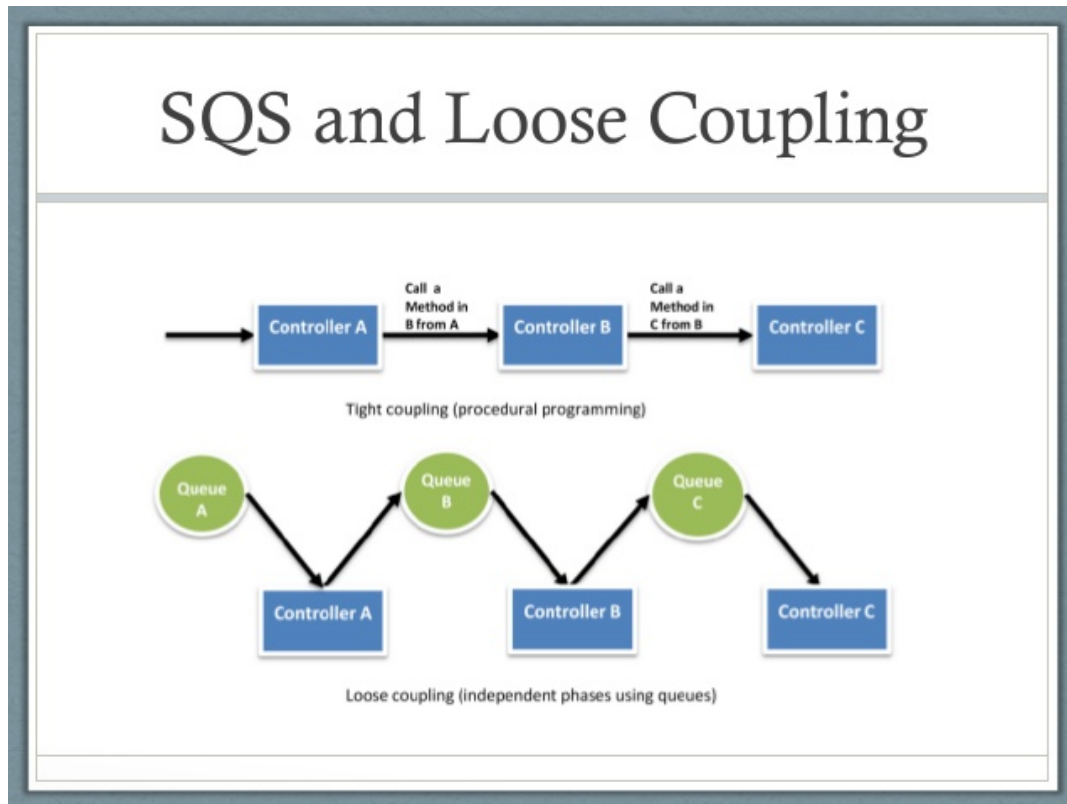 SQS and Loose Coupling
Call a
Method in
B from A
Call a
Method in
C from B
Controller A
Controller B
Controller C
Tight coupling (procedural programming)
Queue
A
Queue
B
Queue
C
Controller A
Controller B
Controller C
Loose coupling (independent phases using queues)